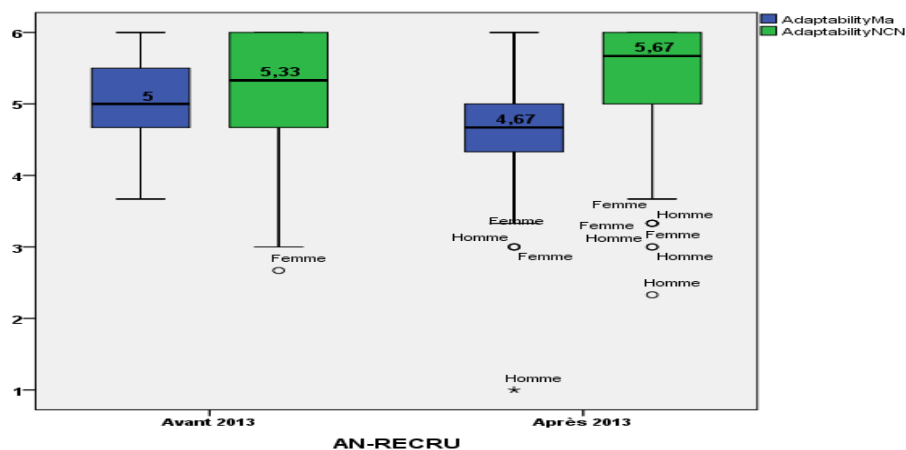 AdaptabilityMa
AdaptabilityNCN
6
5
4
3
2
1
5
5,33
4,67
5,67
Femme
Femme
Homme
Femme
Femme
Homme
Femme
Homme
Femme
Homme
Homme
Homme
Avant 2013
Après 2013
AN-RECRU